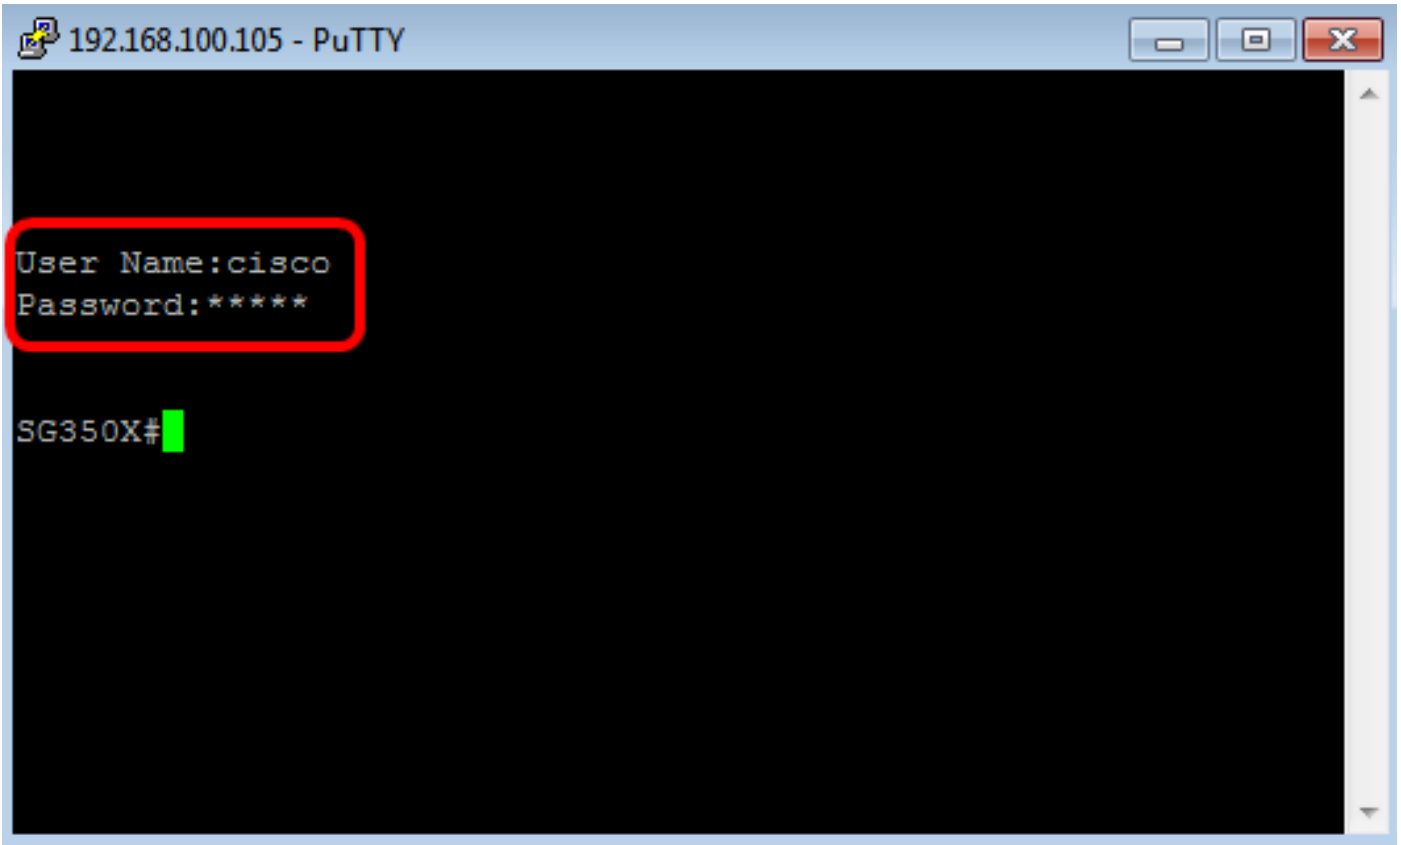 192.168.100.105 - PuTTY
User Name:cisco
Password:*****
SG350X#